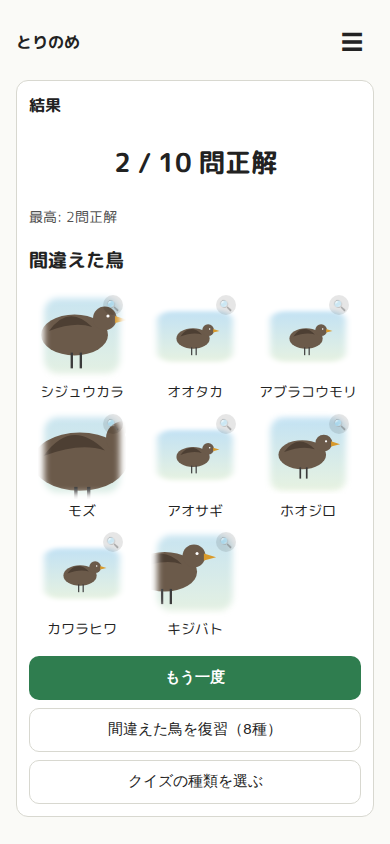 とりのめ
結果
2 / 10 問正解
最高: 2問正解
間違えた鳥
シジュウカラ
オオタカ
アブラコウモリ
モズ
アオサギ
ホオジロ
カワラヒワ
キジバト
もう一度
間違えた鳥を復習（8種）
クイズの種類を選ぶ